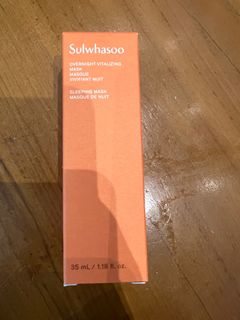 Sulwhasoo
OVERNIGHT VITALIZING
MASK
MASQUE
VIVIFIANT NUIT
SLEEPING MASK
MASQUE DE NUIT
35 mL / 1.18 fl. oz.